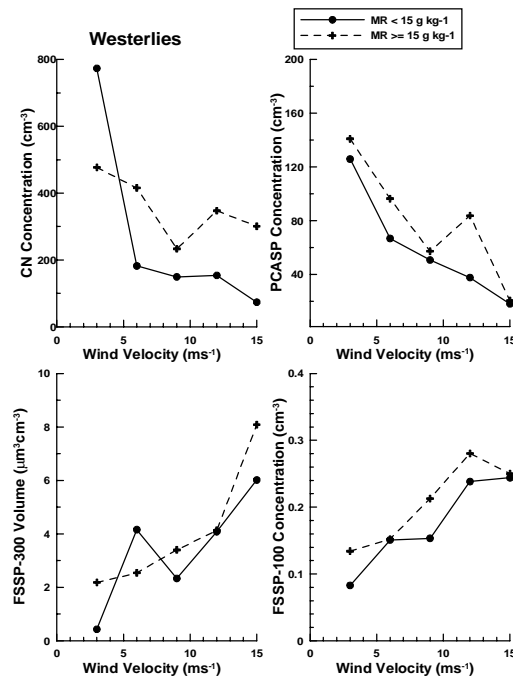 MR < 15 g kg-1
MR >= 15 g kg-1
Westerlies
CN Concentration (cm⁻³)
800
600
400
200
0
0 5 10 15
Wind Velocity (ms⁻¹)
PCASP Concentration (cm⁻³)
200
160
120
80
40
0 5 10 15
Wind Velocity (ms⁻¹)
FSSP-300 Volume (μm³cm⁻³)
10
8
6
4
2
0
0 5 10 15
Wind Velocity (ms⁻¹)
FSSP-100 Concentration (cm⁻³)
0.4
0.3
0.2
0.1
0
0 5 10 15
Wind Velocity (ms⁻¹)